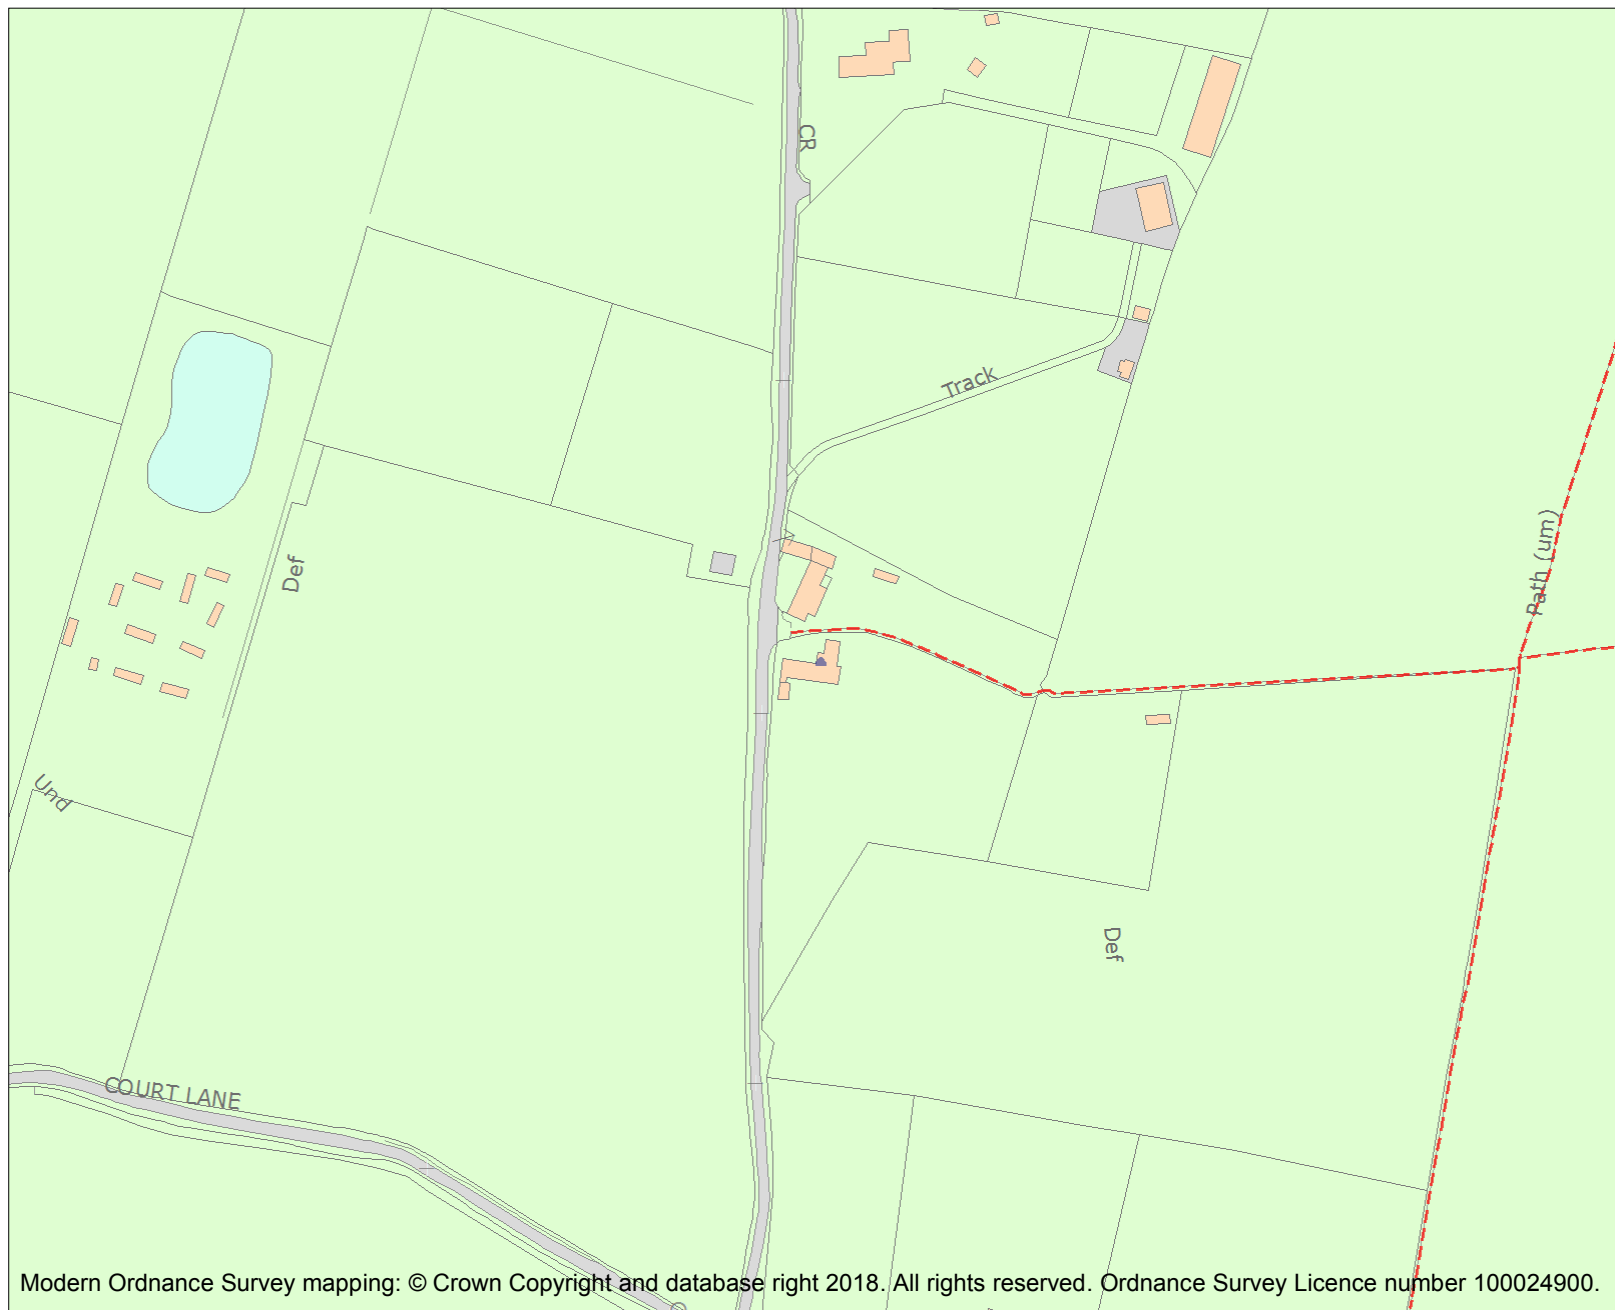 CR
Track
Path (um)
Def
Und
Def
COURT LANE
Modern Ordnance Survey mapping: © Crown Copyright and database right 2018. All rights reserved. Ordnance Survey Licence number 100024900.